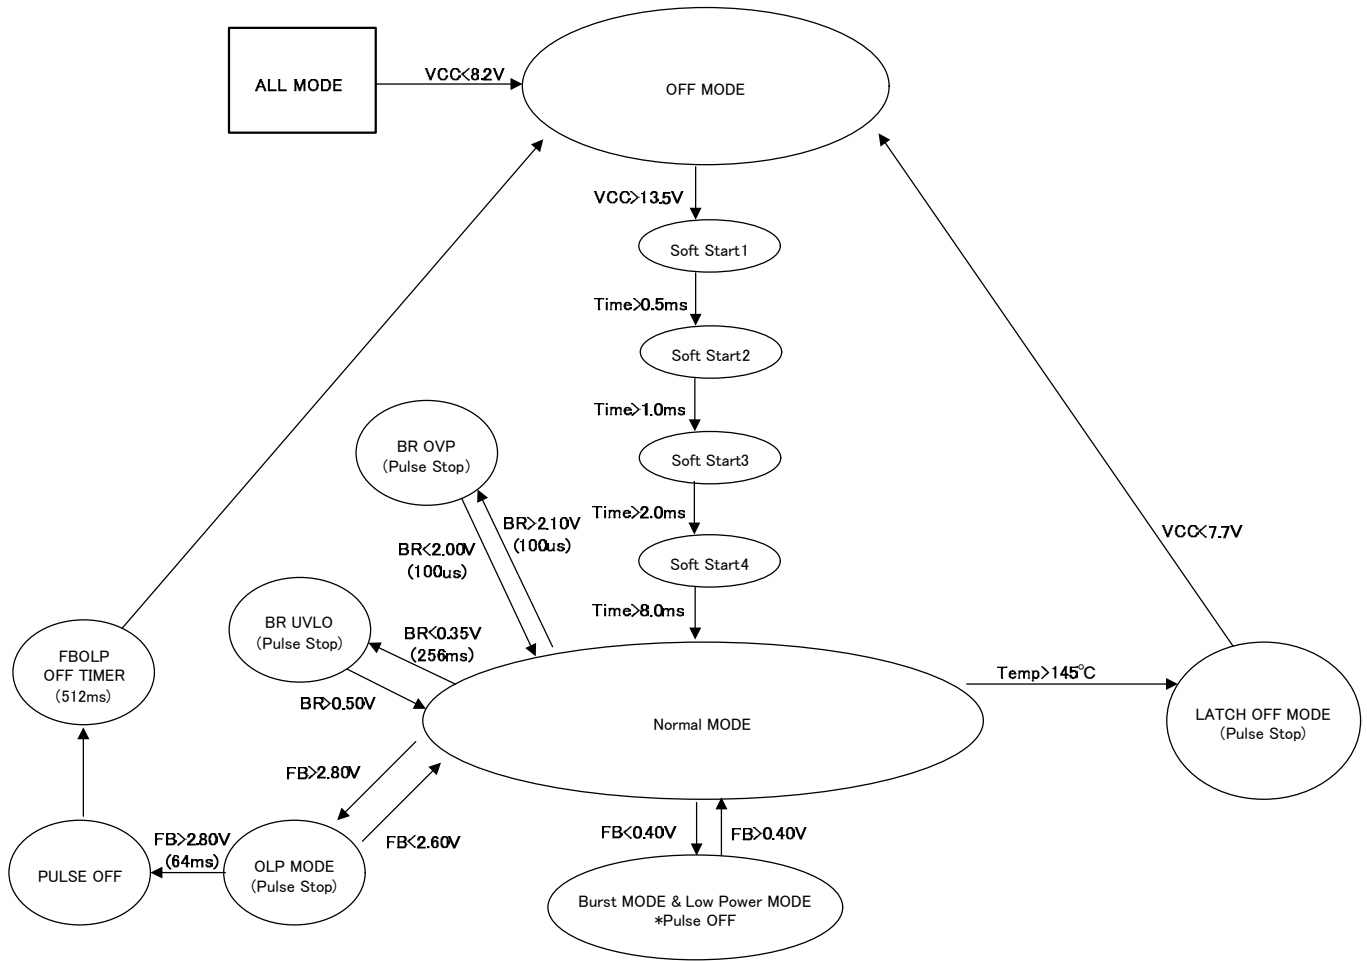 ALL MODE
VCC<8.2V
OFF MODE
VCC>13.5V
Soft Start1
Time>0.5ms
Soft Start2
Time>1.0ms
Soft Start3
Time>2.0ms
Soft Start4
Time>8.0ms
BR OVP
(Pulse Stop)
BR>2.10V
(100us)
BR<2.00V
(100us)
VCC<7.7V
BR UVLO
(Pulse Stop)
BR<0.35V
(256ms)
BR>0.50V
FBOLP
OFF TIMER
(512ms)
Normal MODE
Temp>145℃
LATCH OFF MODE
(Pulse Stop)
FB>2.80V
FB<2.60V
FB>2.80V
(64ms)
PULSE OFF
OLP MODE
(Pulse Stop)
FB<0.40V
FB>0.40V
Burst MODE & Low Power MODE
*Pulse OFF